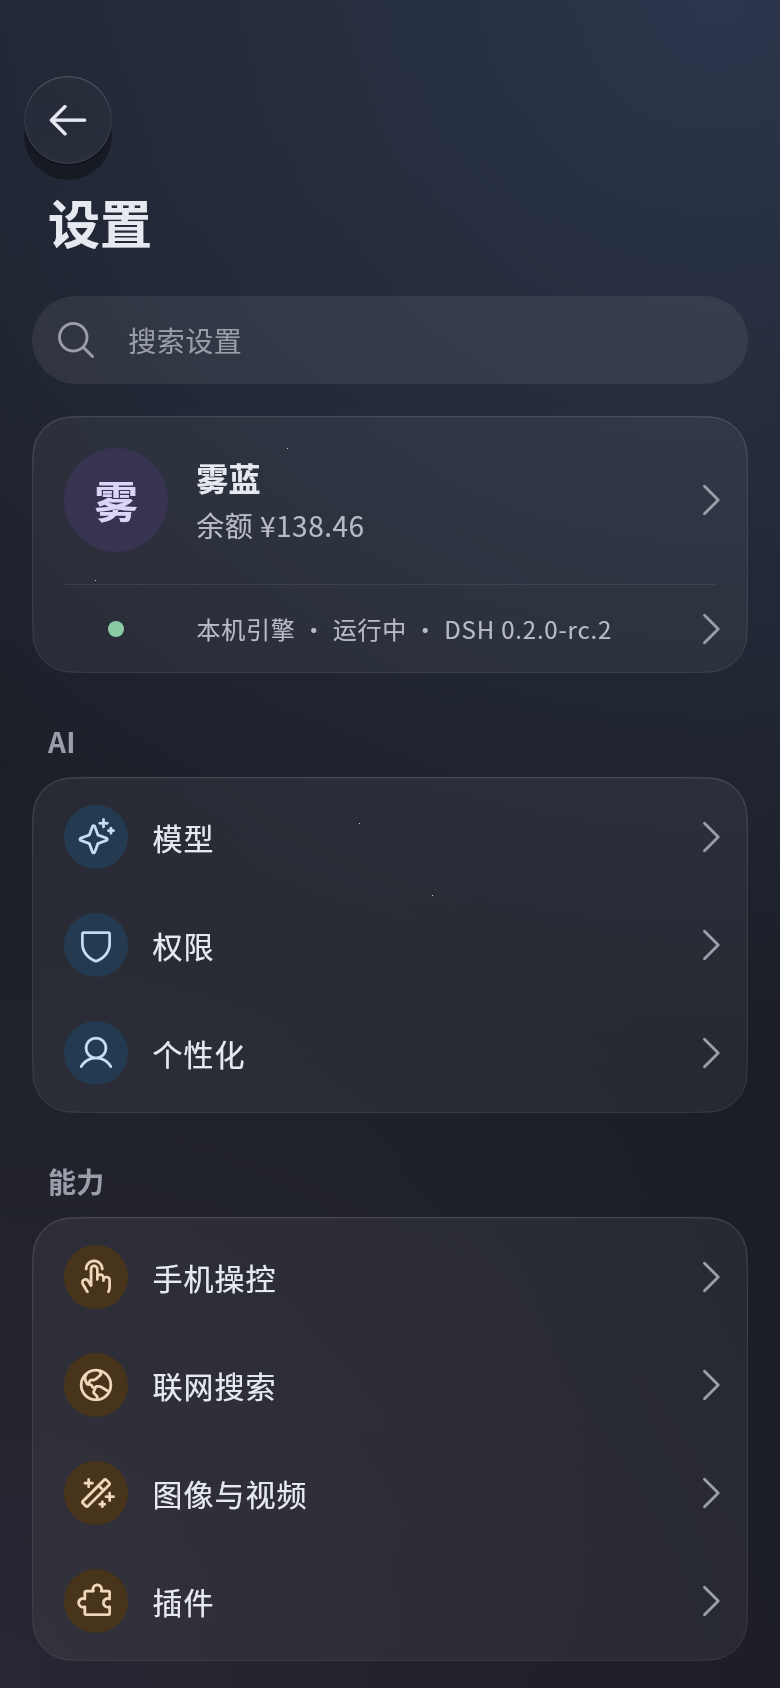 设置
搜索设置
雾
雾蓝
余额 ¥138.46
本机引擎 · 运行中 · DSH 0.2.0-rc.2
AI
模型
权限
个性化
能力
手机操控
联网搜索
图像与视频
插件